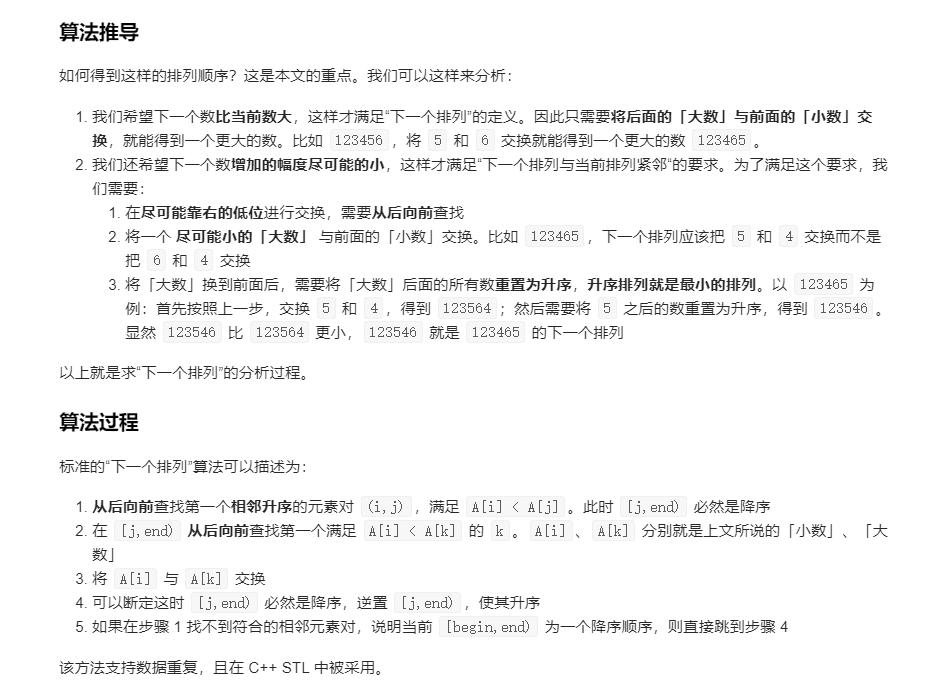 算法推导
如何得到这样的排列顺序？这是本文的重点。我们可以这样来分析：
1. 我们希望下一个数比当前数大，这样才满足“下一个排列”的定义。因此只需要将后面的「大数」与前面的「小数」交
换，就能得到一个更大的数。比如 123456，将 5 和 6 交换就能得到一个更大的数 123465。
2. 我们还希望下一个数增加的幅度尽可能的小，这样才满足“下一个排列与当前排列紧邻“的要求。为了满足这个要求，我
们需要：
1. 在尽可能靠右的低位进行交换，需要从后向前查找
2. 将一个 尽可能小的「大数」 与前面的「小数」交换。比如 123465，下一个排列应该把 5 和 4 交换而不是
把 6 和 4 交换
3. 将「大数」换到前面后，需要将「大数」后面的所有数重置为升序，升序排列就是最小的排列。以 123465 为
例：首先按照上一步，交换 5 和 4，得到 123564；然后需要将 5 之后的数重置为升序，得到 123546。
显然 123546 比 123564 更小，123546 就是 123465 的下一个排列
以上就是求“下一个排列”的分析过程。
算法过程
标准的“下一个排列”算法可以描述为：
1. 从后向前查找第一个相邻升序的元素对 (i,j)，满足 A[i] < A[j]。此时 [j,end) 必然是降序
2. 在 [j,end) 从后向前查找第一个满足 A[i] < A[k] 的 k。A[i]、A[k] 分别就是上文所说的「小数」、「大
数」
3. 将 A[i] 与 A[k] 交换
4. 可以断定这时 [j,end) 必然是降序，逆置 [j,end)，使其升序
5. 如果在步骤 1 找不到符合的相邻元素对，说明当前 [begin,end) 为一个降序顺序，则直接跳到步骤 4
该方法支持数据重复，且在 C++ STL 中被采用。